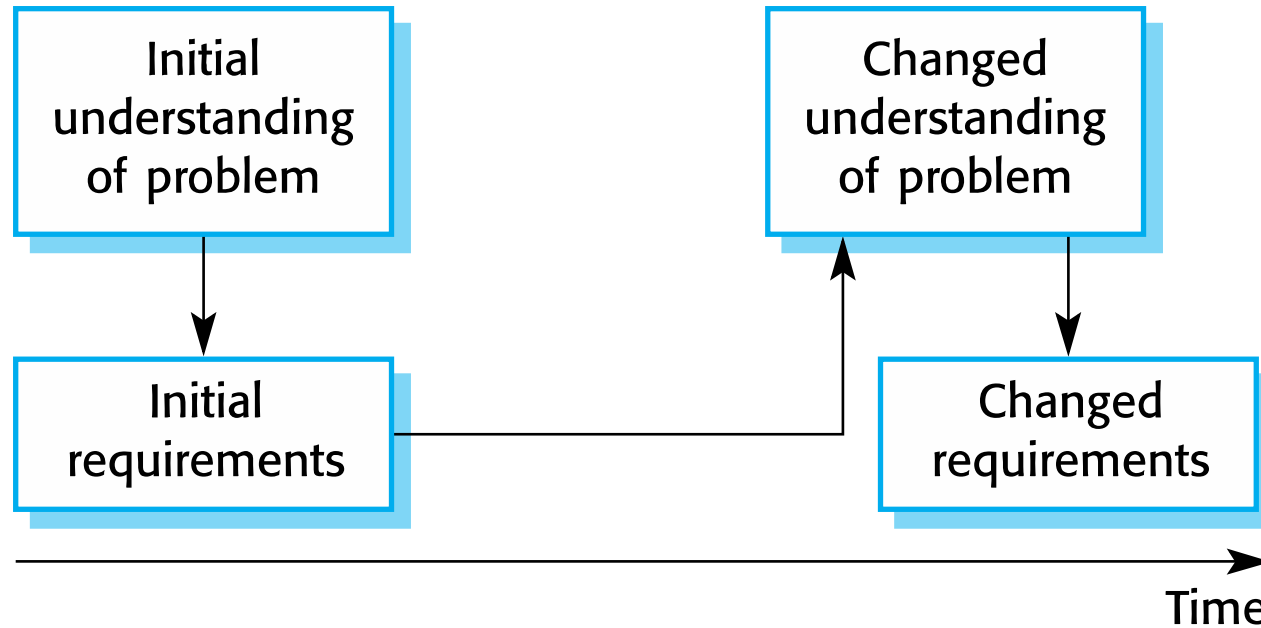 Initial
understanding
of problem
Changed
understanding
of problem
Initial
requirements
Changed
requirements
Time